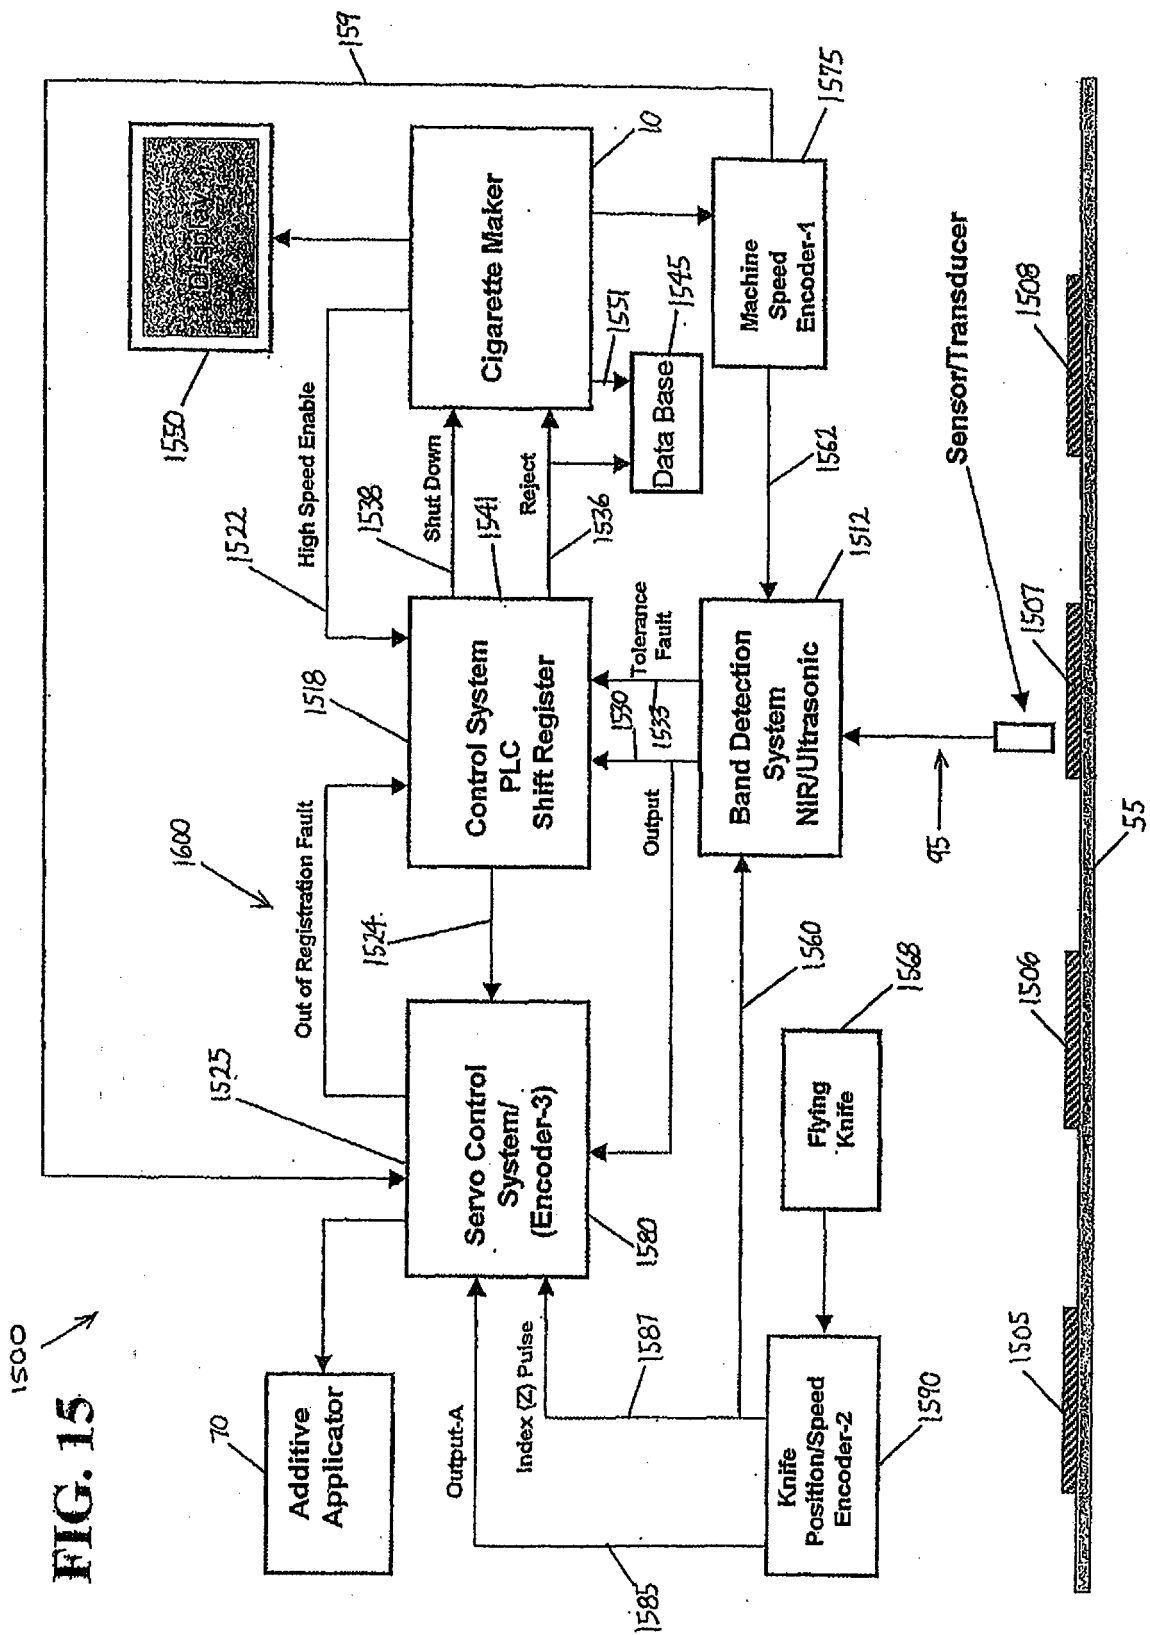 FIG. 15
1500
Additive
Applicator
70
1525
Out of Registration Fault
1600
1518
1522
High Speed Enable
1550
Display
159
Servo Control
System/
(Encoder-3)
1580
1524
Control System
PLC
Shift Register
1538
Shut Down
1541
Reject
1536
Cigarette Maker
10
Output-A
Index (Z) Pulse
1587
1585
Output
1530
1533
Tolerance
Fault
Data Base
1551
1545
Knife
Position/Speed
Encoder-2
1590
Flying
Knife
1568
1560
Band Detection
System
NIR/Ultrasonic
1512
1562
Machine
Speed
Encoder-1
1575
95
Sensor/Transducer
1505
1506
1507
1508
55